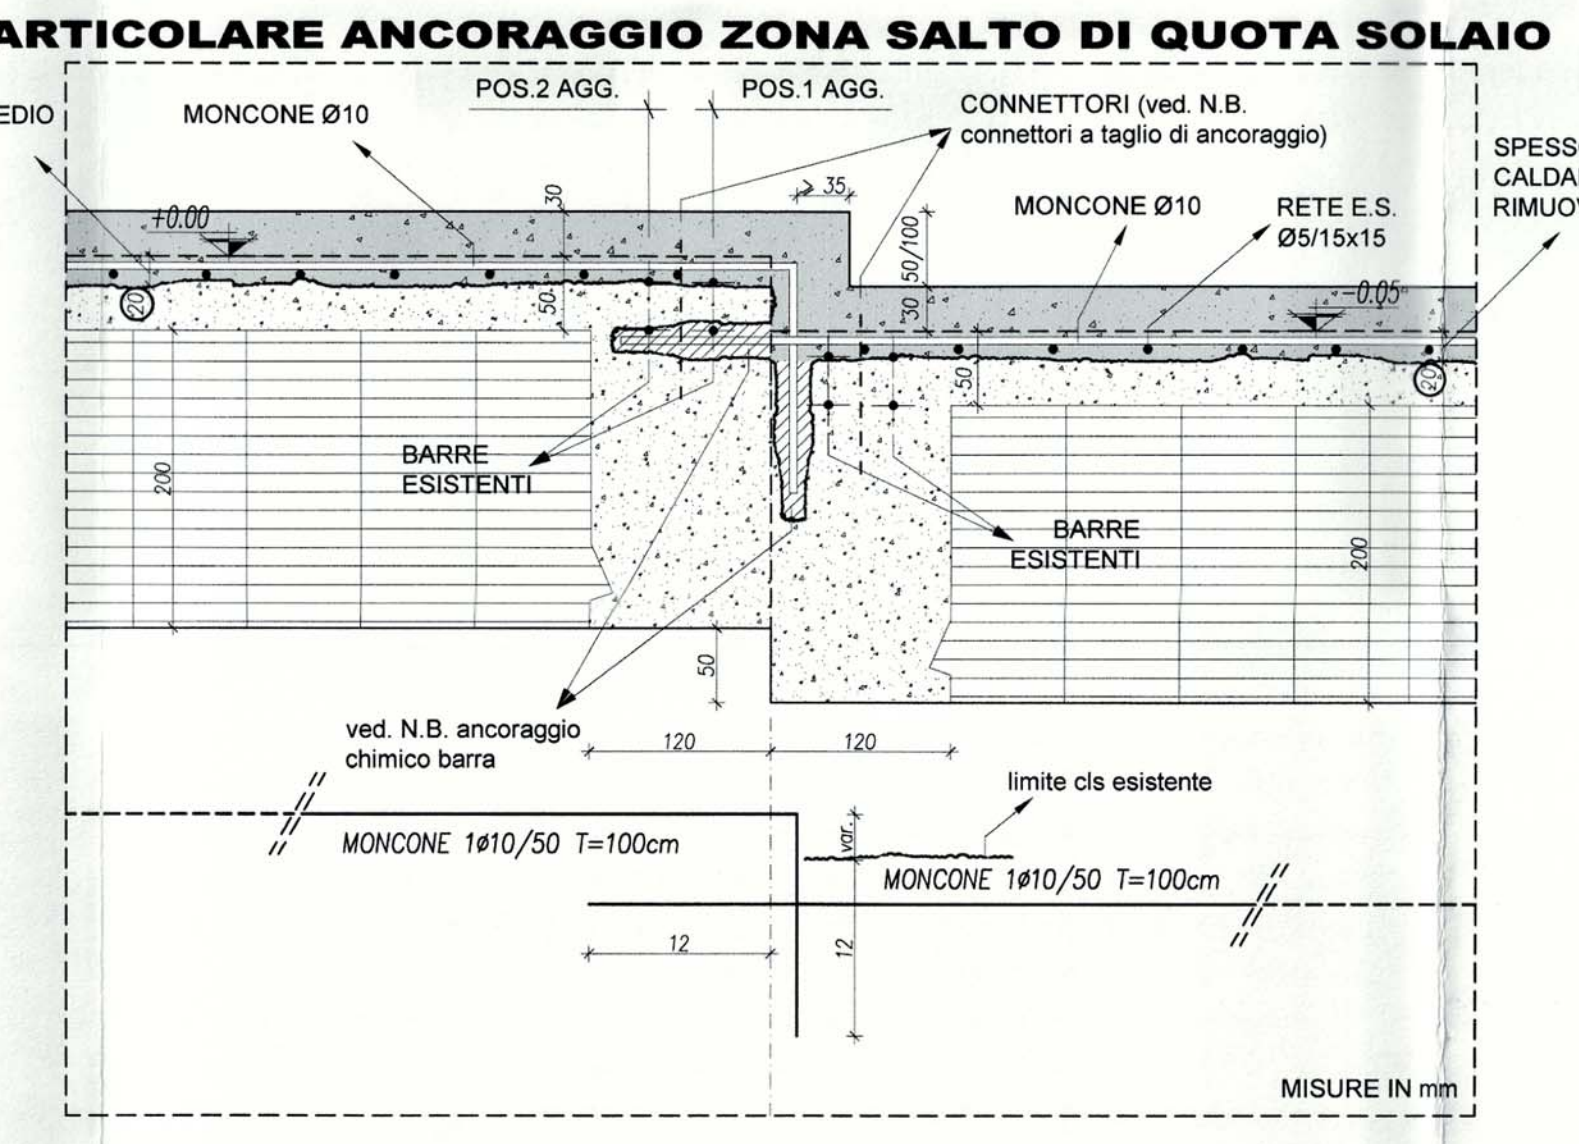 ARTICOLARE ANCORAGGIO ZONA SALTO DI QUOTA SOLAIO
EDIO
MONCONE Ø10
POS.2 AGG.
POS.1 AGG.
CONNETTORI (ved. N.B.
connettori a taglio di ancoraggio)
SPESS
CALDA
RIMUOV
⩾ 35
MONCONE Ø10
RETE E.S.
Ø5/15x15
+0.00
30
50/100
-0.05
20
50
30
50
20
BARRE
ESISTENTI
200
BARRE
ESISTENTI
200
50
ved. N.B. ancoraggio
chimico barra
120
120
limite cls esistente
MONCONE 1ø10/50 T=100cm
var.
MONCONE 1ø10/50 T=100cm
12
12
MISURE IN mm